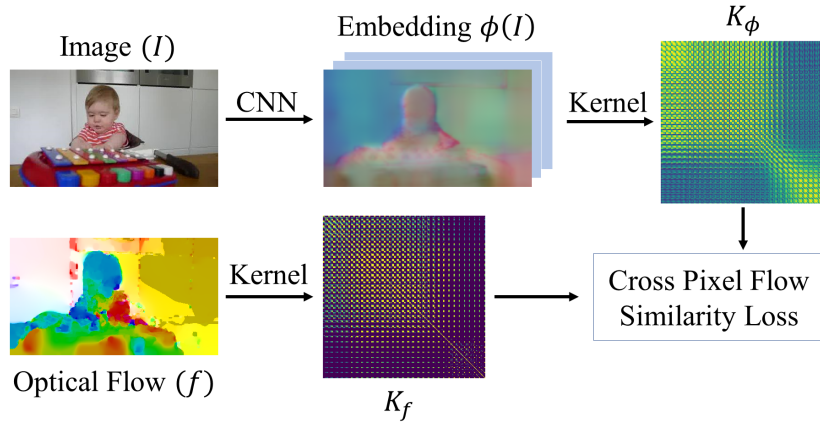 Image (I)
Embedding ϕ(I)
K_ϕ
CNN
Kernel
Kernel
Cross Pixel Flow
Similarity Loss
Optical Flow (f)
K_f